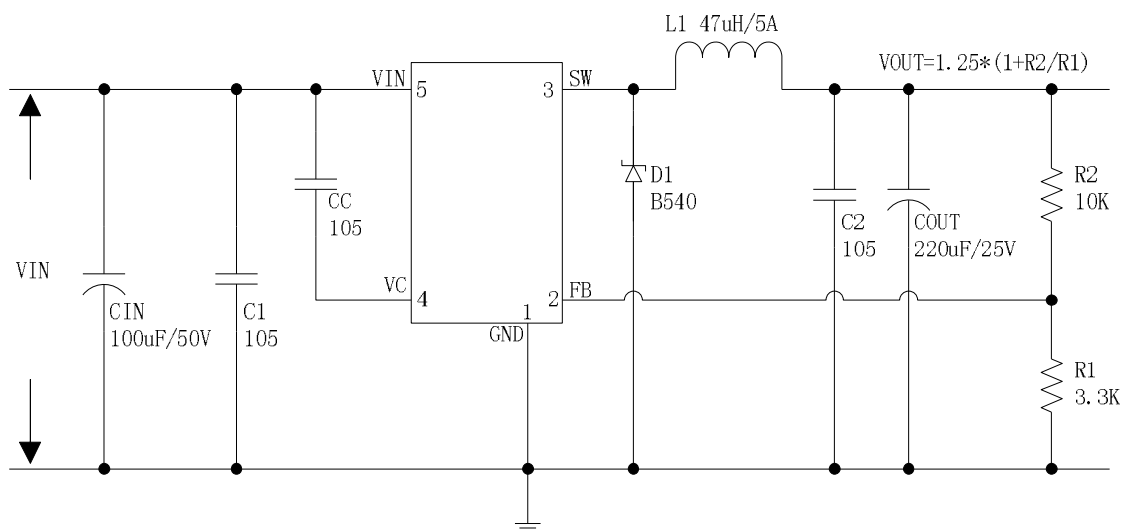 L1 47uH/5A
VOUT=1.25*(1+R2/R1)
VIN
5
3
SW
CC
105
D1
B540
R2
10K
C2
105
COUT
220uF/25V
VIN
VC
4
2
FB
1
GND
CIN
100uF/50V
C1
105
R1
3.3K